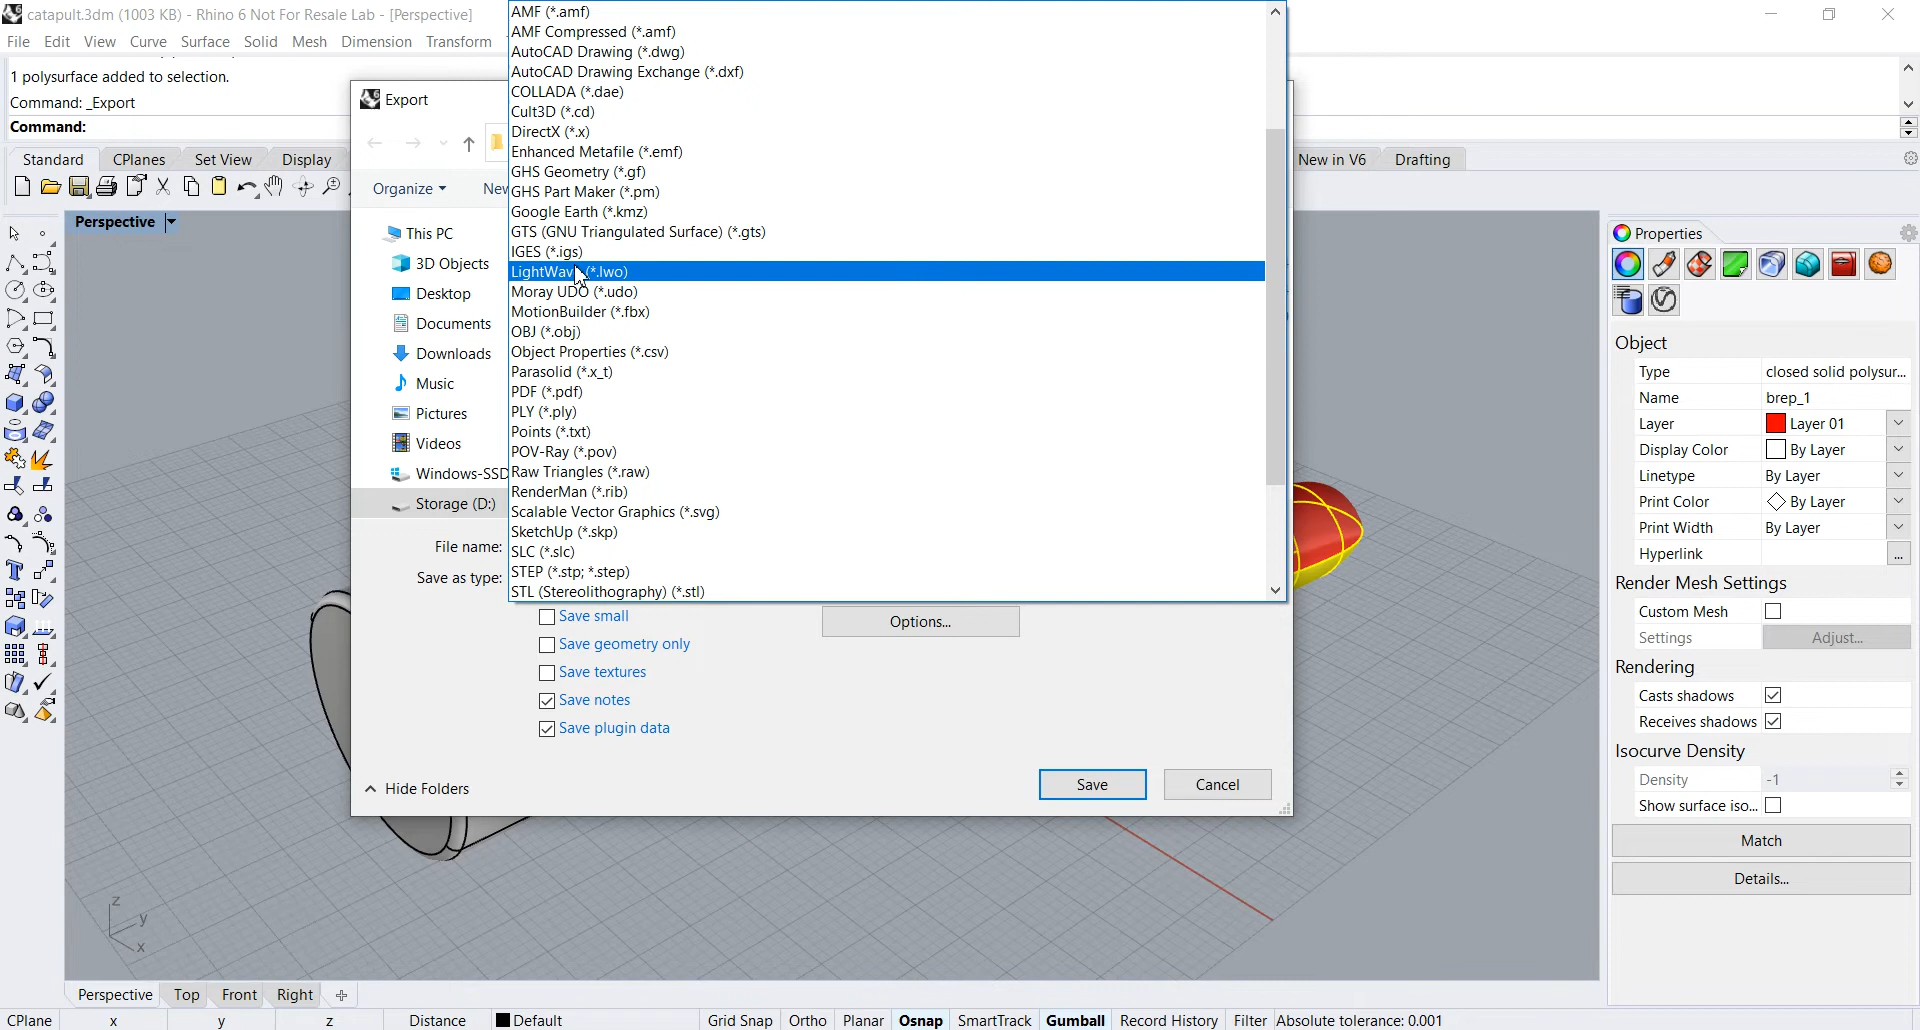 catapult.3dm (1003 KB) - Rhino 6 Not For Resale Lab - [Perspective]
File Edit View Curve Surface Solid Mesh Dimension Transform
1 polysurface added to selection.
Command: _Export
Command:
Standard CPlanes Set View Display New in V6 Drafting
Perspective
Export
Organize New
This PC
3D Objects
Desktop
Documents
Downloads
Music
Pictures
Videos
Windows-SSD
Storage (D:)
File name:
Save as type:
AMF (*.amf)
AMF Compressed (*.amf)
AutoCAD Drawing (*.dwg)
AutoCAD Drawing Exchange (*.dxf)
COLLADA (*.dae)
Cult3D (*.cd)
DirectX (*.x)
Enhanced Metafile (*.emf)
GHS Geometry (*.gf)
GHS Part Maker (*.pm)
Google Earth (*.kmz)
GTS (GNU Triangulated Surface) (*.gts)
IGES (*.igs)
LightWave (*.lwo)
Moray UDO (*.udo)
MotionBuilder (*.fbx)
OBJ (*.obj)
Object Properties (*.csv)
Parasolid (*.x_t)
PDF (*.pdf)
PLY (*.ply)
Points (*.txt)
POV-Ray (*.pov)
Raw Triangles (*.raw)
RenderMan (*.rib)
Scalable Vector Graphics (*.svg)
SketchUp (*.skp)
SLC (*.slc)
STEP (*.stp; *.step)
STL (Stereolithography) (*.stl)
Save small
Save geometry only
Save textures
Save notes
Save plugin data
Options...
Hide Folders
Save Cancel
Properties
Object
Type closed solid polysur...
Name brep_1
Layer Layer 01
Display Color By Layer
Linetype By Layer
Print Color By Layer
Print Width By Layer
Hyperlink ...
Render Mesh Settings
Custom Mesh
Settings Adjust...
Rendering
Casts shadows
Receives shadows
Isocurve Density
Density -1
Show surface iso...
Match
Details...
z
y
x
Perspective Top Front Right
CPlane x y z Distance Default Grid Snap Ortho Planar Osnap SmartTrack Gumball Record History Filter Absolute tolerance: 0.001